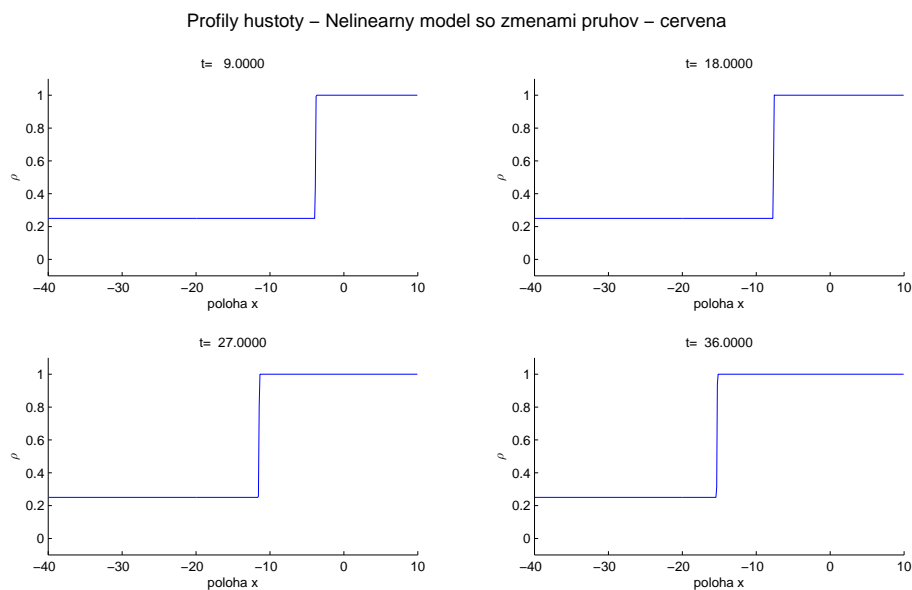 Profily hustoty – Nelinearny model so zmenami pruhov – cervena
t= 9.0000
1
0.8
0.6
0.4
0.2
0
ρ
−40 −30 −20 −10 0 10
poloha x
t= 18.0000
1
0.8
0.6
0.4
0.2
0
ρ
−40 −30 −20 −10 0 10
poloha x
t= 27.0000
1
0.8
0.6
0.4
0.2
0
ρ
−40 −30 −20 −10 0 10
poloha x
t= 36.0000
1
0.8
0.6
0.4
0.2
0
ρ
−40 −30 −20 −10 0 10
poloha x